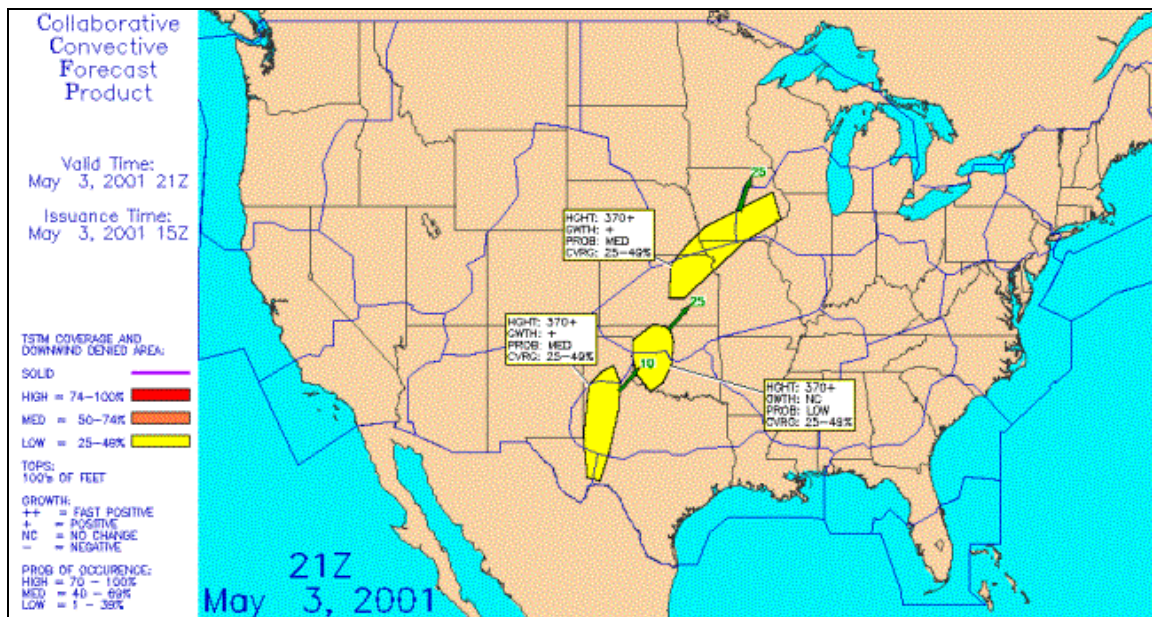 Collaborative
Convective
Forecast
Product
Valid Time:
May 3, 2001 21Z
Issuance Time:
May 3, 2001 15Z
TSTM COVERAGE AND
DOWNWIND DENIED AREA:
SOLID
HIGH = 74-100%
MED = 50-74%
LOW = 25-49%
TOPS:
100's OF FEET
GROWTH:
++ = FAST POSITIVE
+ = POSITIVE
NC = NO CHANGE
- = NEGATIVE
PROB OF OCCURENCE:
HIGH = 70 - 100%
MED = 40 - 69%
LOW = 1 - 39%
25
HGHT: 370+
GWTH: +
PROB: MED
CVRG: 25-49%
25
HGHT: 370+
GWTH: +
PROB: MED
CVRG: 25-49%
10
HGHT: 370+
GWTH: NC
PROB: LOW
CVRG: 25-49%
21Z
May 3, 2001